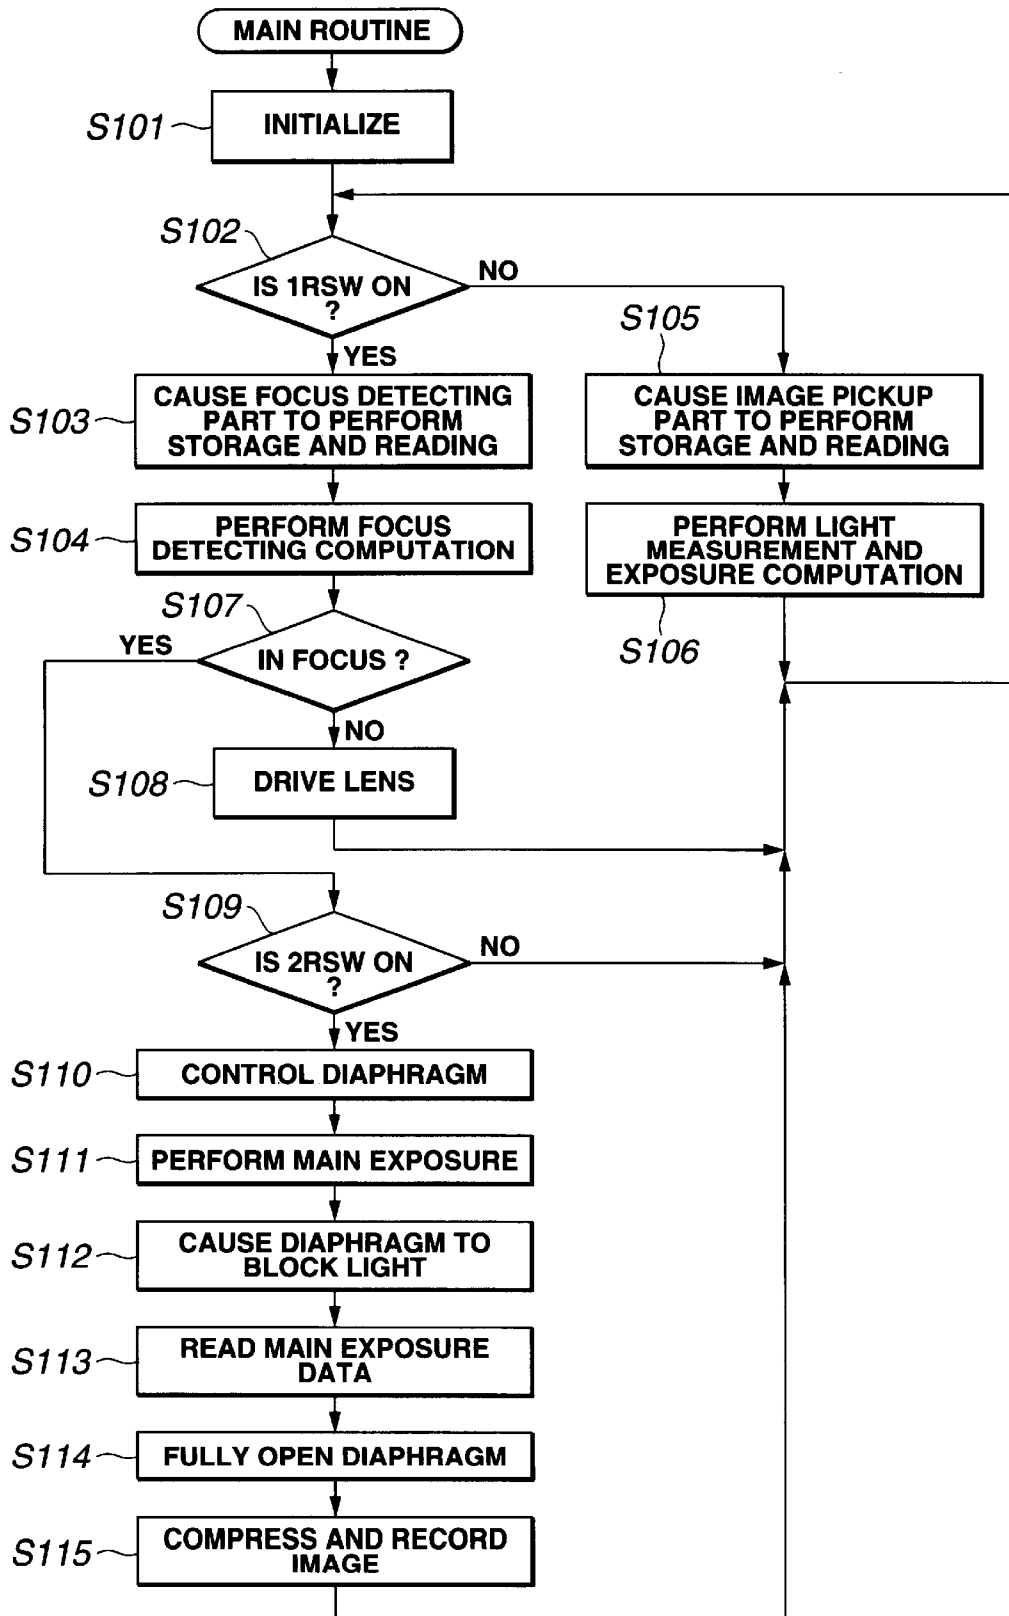 MAIN ROUTINE
S101
INITIALIZE
S102
IS 1RSW ON
?
NO
YES
S103
CAUSE FOCUS DETECTING
PART TO PERFORM
STORAGE AND READING
S105
CAUSE IMAGE PICKUP
PART TO PERFORM
STORAGE AND READING
S104
PERFORM FOCUS
DETECTING COMPUTATION
PERFORM LIGHT
MEASUREMENT AND
EXPOSURE COMPUTATION
S106
S107
YES
IN FOCUS ?
NO
S108
DRIVE LENS
S109
IS 2RSW ON
?
NO
YES
S110
CONTROL DIAPHRAGM
S111
PERFORM MAIN EXPOSURE
S112
CAUSE DIAPHRAGM TO
BLOCK LIGHT
S113
READ MAIN EXPOSURE
DATA
S114
FULLY OPEN DIAPHRAGM
S115
COMPRESS AND RECORD
IMAGE